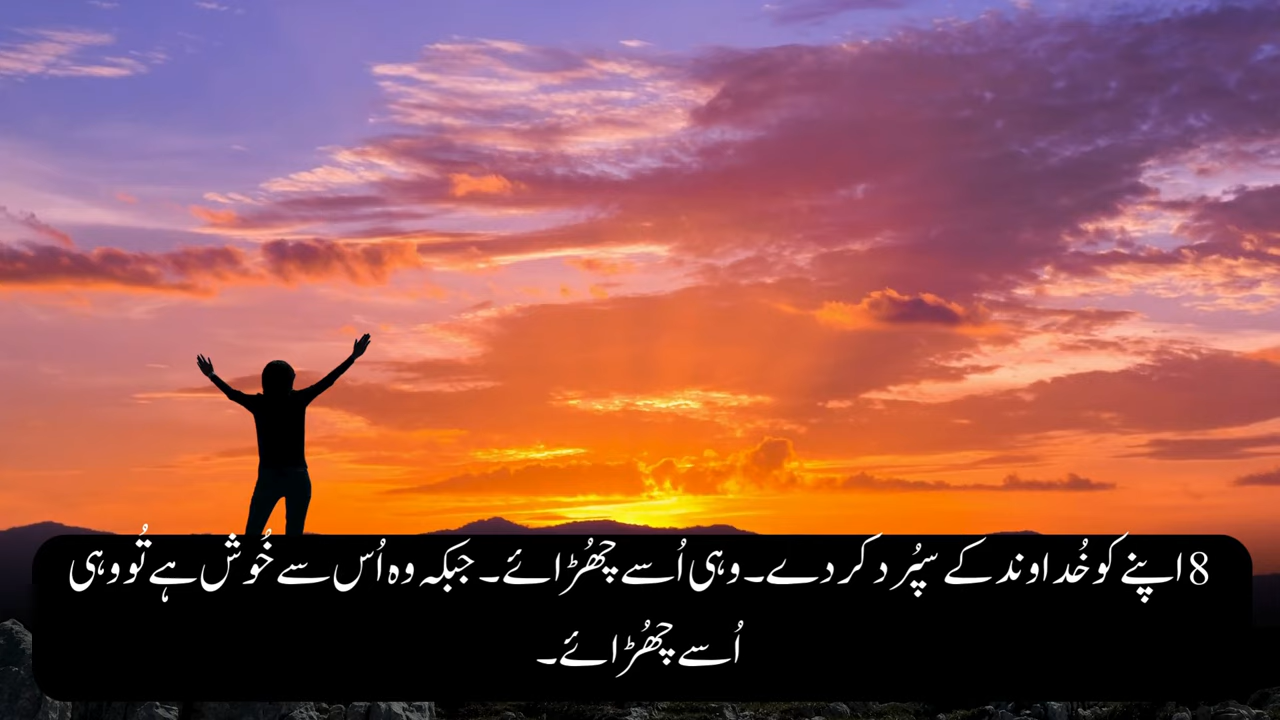 8 اپنے کو خُداوند کے سپُرد کر دے۔ وہی اُسے چھُڑائے۔ جبکہ وہ اُس سے خُوش ہے تُو وہی
اُسے چھُڑائے۔